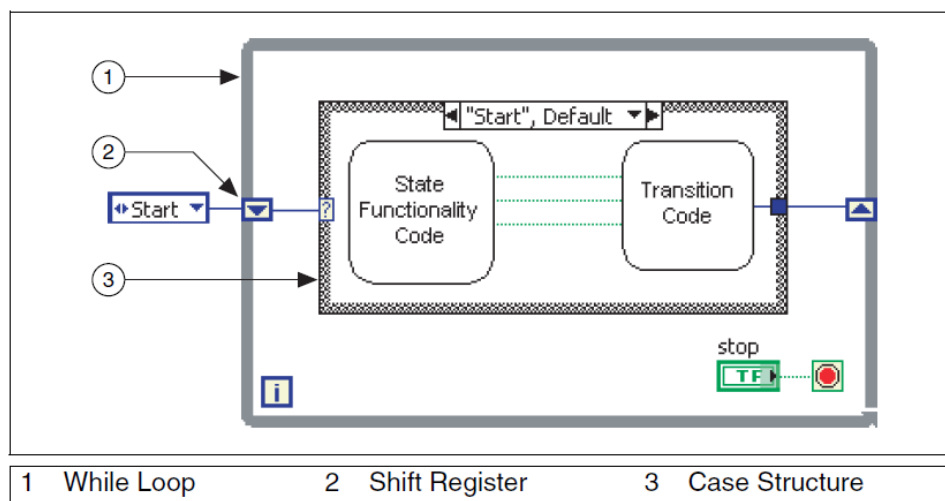 1
"Start", Default
2
State
Functionality
Code
Transition
Code
Start
?
3
stop
TF
i
1 While Loop 2 Shift Register 3 Case Structure